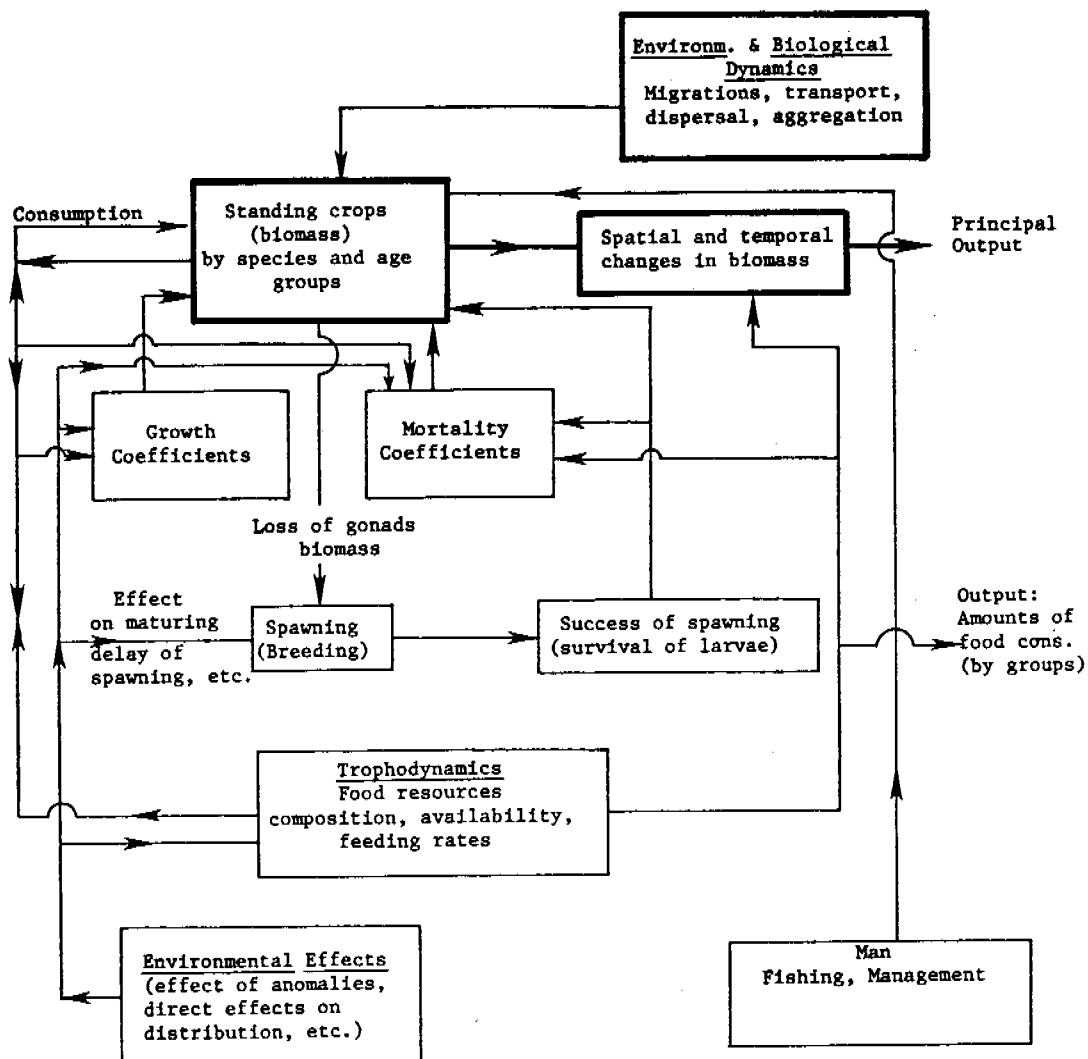 Environm. & Biological
Dynamics
Migrations, transport,
dispersal, aggregation
Consumption
Standing crops
(biomass)
by species and age
groups
Spatial and temporal
changes in biomass
Principal
Output
Growth
Coefficients
Mortality
Coefficients
Loss of gonads
biomass
Effect
on maturing
delay of
spawning, etc.
Spawning
(Breeding)
Success of spawning
(survival of larvae)
Output:
Amounts of
food cons.
(by groups)
Trophodynamics
Food resources
composition, availability,
feeding rates
Environmental Effects
(effect of anomalies,
direct effects on
distribution, etc.)
Man
Fishing, Management